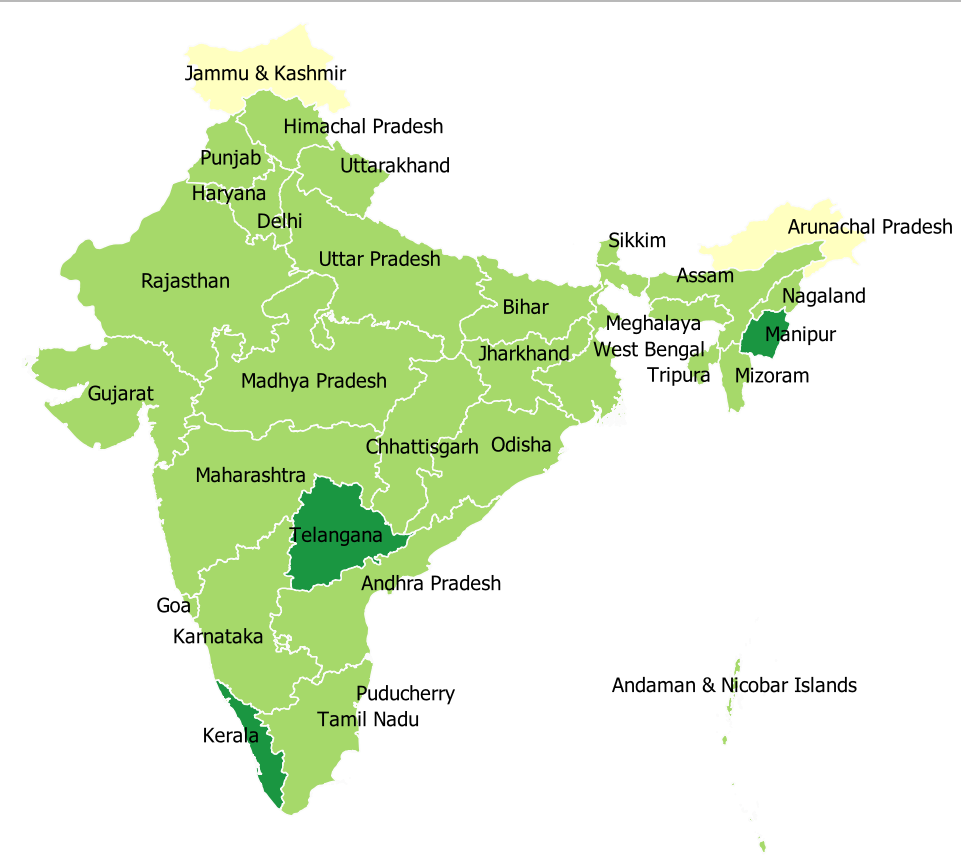 Jammu & Kashmir
Himachal Pradesh
Punjab
Uttarakhand
Haryana
Delhi
Arunachal Pradesh
Sikkim
Uttar Pradesh
Assam
Rajasthan
Nagaland
Bihar
Meghalaya
Manipur
West Bengal
Jharkhand
Tripura
Mizoram
Madhya Pradesh
Gujarat
Chhattisgarh
Odisha
Maharashtra
Telangana
Andhra Pradesh
Goa
Karnataka
Andaman & Nicobar Islands
Puducherry
Tamil Nadu
Kerala